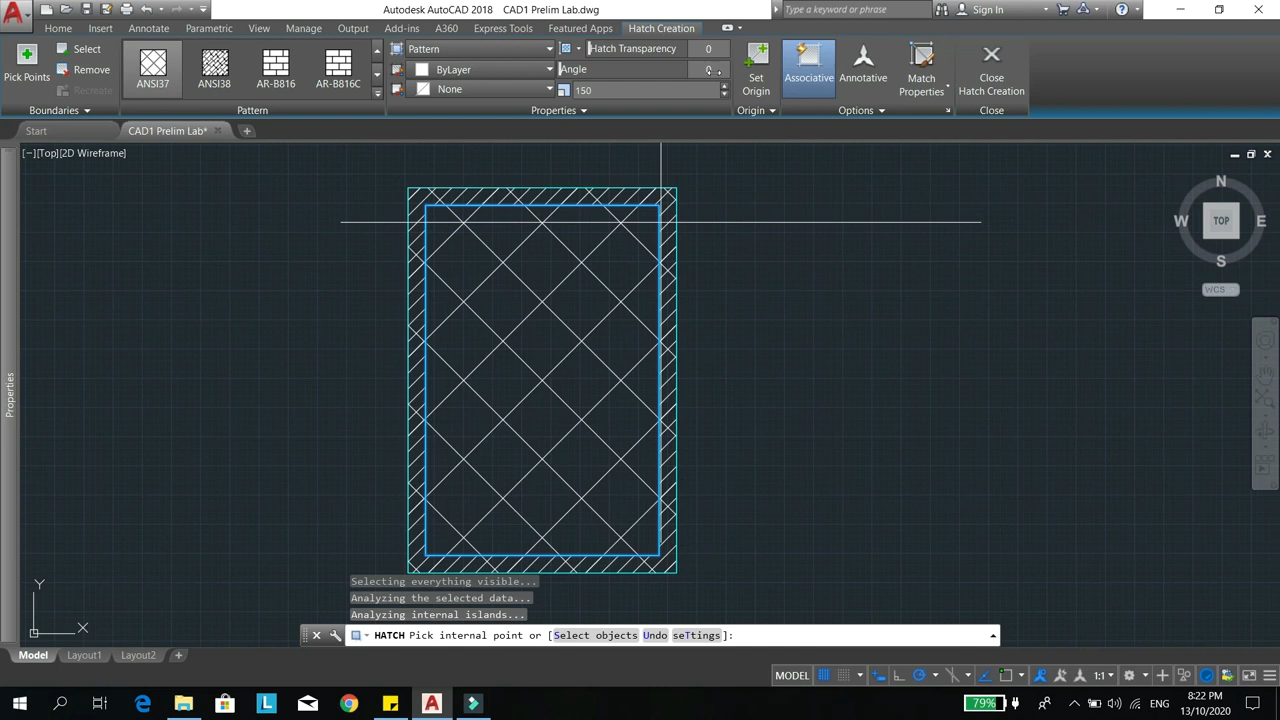 Autodesk AutoCAD 2018 CAD1 Prelim Lab.dwg
Type a keyword or phrase
Sign In
Home Insert Annotate Parametric View Manage Output Add-ins A360 Express Tools Featured Apps Hatch Creation
Pick Points
Select
Remove
Recreate
Boundaries
ANSI37
ANSI38
AR-B816
AR-B816C
Pattern
Pattern
ByLayer
None
Hatch Transparency 0
Angle 0
150
Properties
Set
Origin
Origin
Associative
Annotative
Match
Properties
Options
Close
Hatch Creation
Close
Start
CAD1 Prelim Lab*
[−][Top][2D Wireframe]
N
W TOP E
S
WCS
Properties
Y
X
Selecting everything visible...
Analyzing the selected data...
Analyzing internal islands...
HATCH Pick internal point or [Select objects Undo seTtings]:
Model Layout1 Layout2
MODEL
1:1
79%
ENG
8:22 PM
13/10/2020